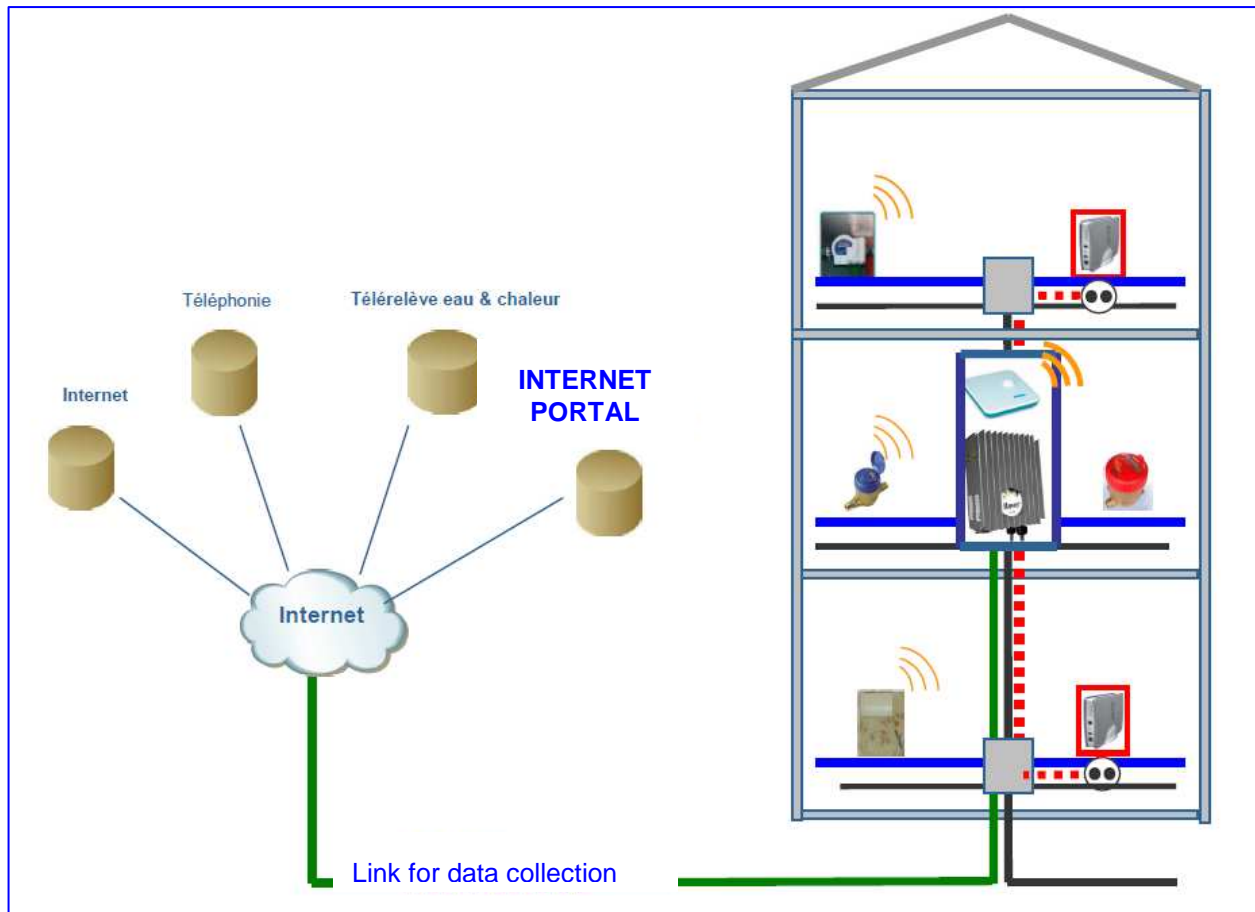 Téléphonie
Télérelève eau & chaleur
INTERNET
PORTAL
Internet
Internet
Link for data collection